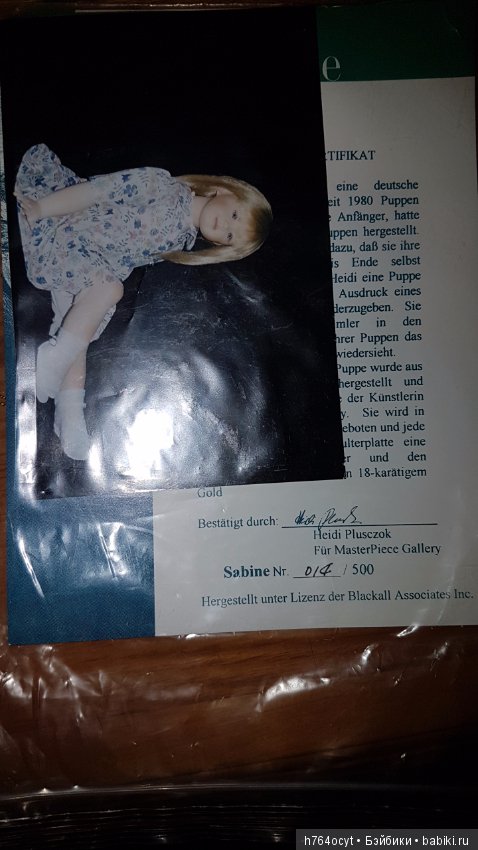 e
TIFIKAT
eine deutsche
eit 1980 Puppen
e Anfänger, hatte
uppen hergestellt.
dazu, daß sie ihre
is Ende selbst
Heidi eine Puppe
Ausdruck eines
derzugeben. Sie
mler in den
hrer Puppen das
wiedersieht.
Puppe wurde aus
hergestellt und
e der Künstlerin
y. Sie wird in
eboten und jede
ulterplatte eine
er und den
n 18-karätigem
Gold
Bestätigt durch:
Heidi Plusczok
Für MasterPiece Gallery
Sabine Nr. 014 / 500
Hergestellt unter Lizenz der Blackall Associates Inc.
h764ocyt • Бэйбики • babiki.ru